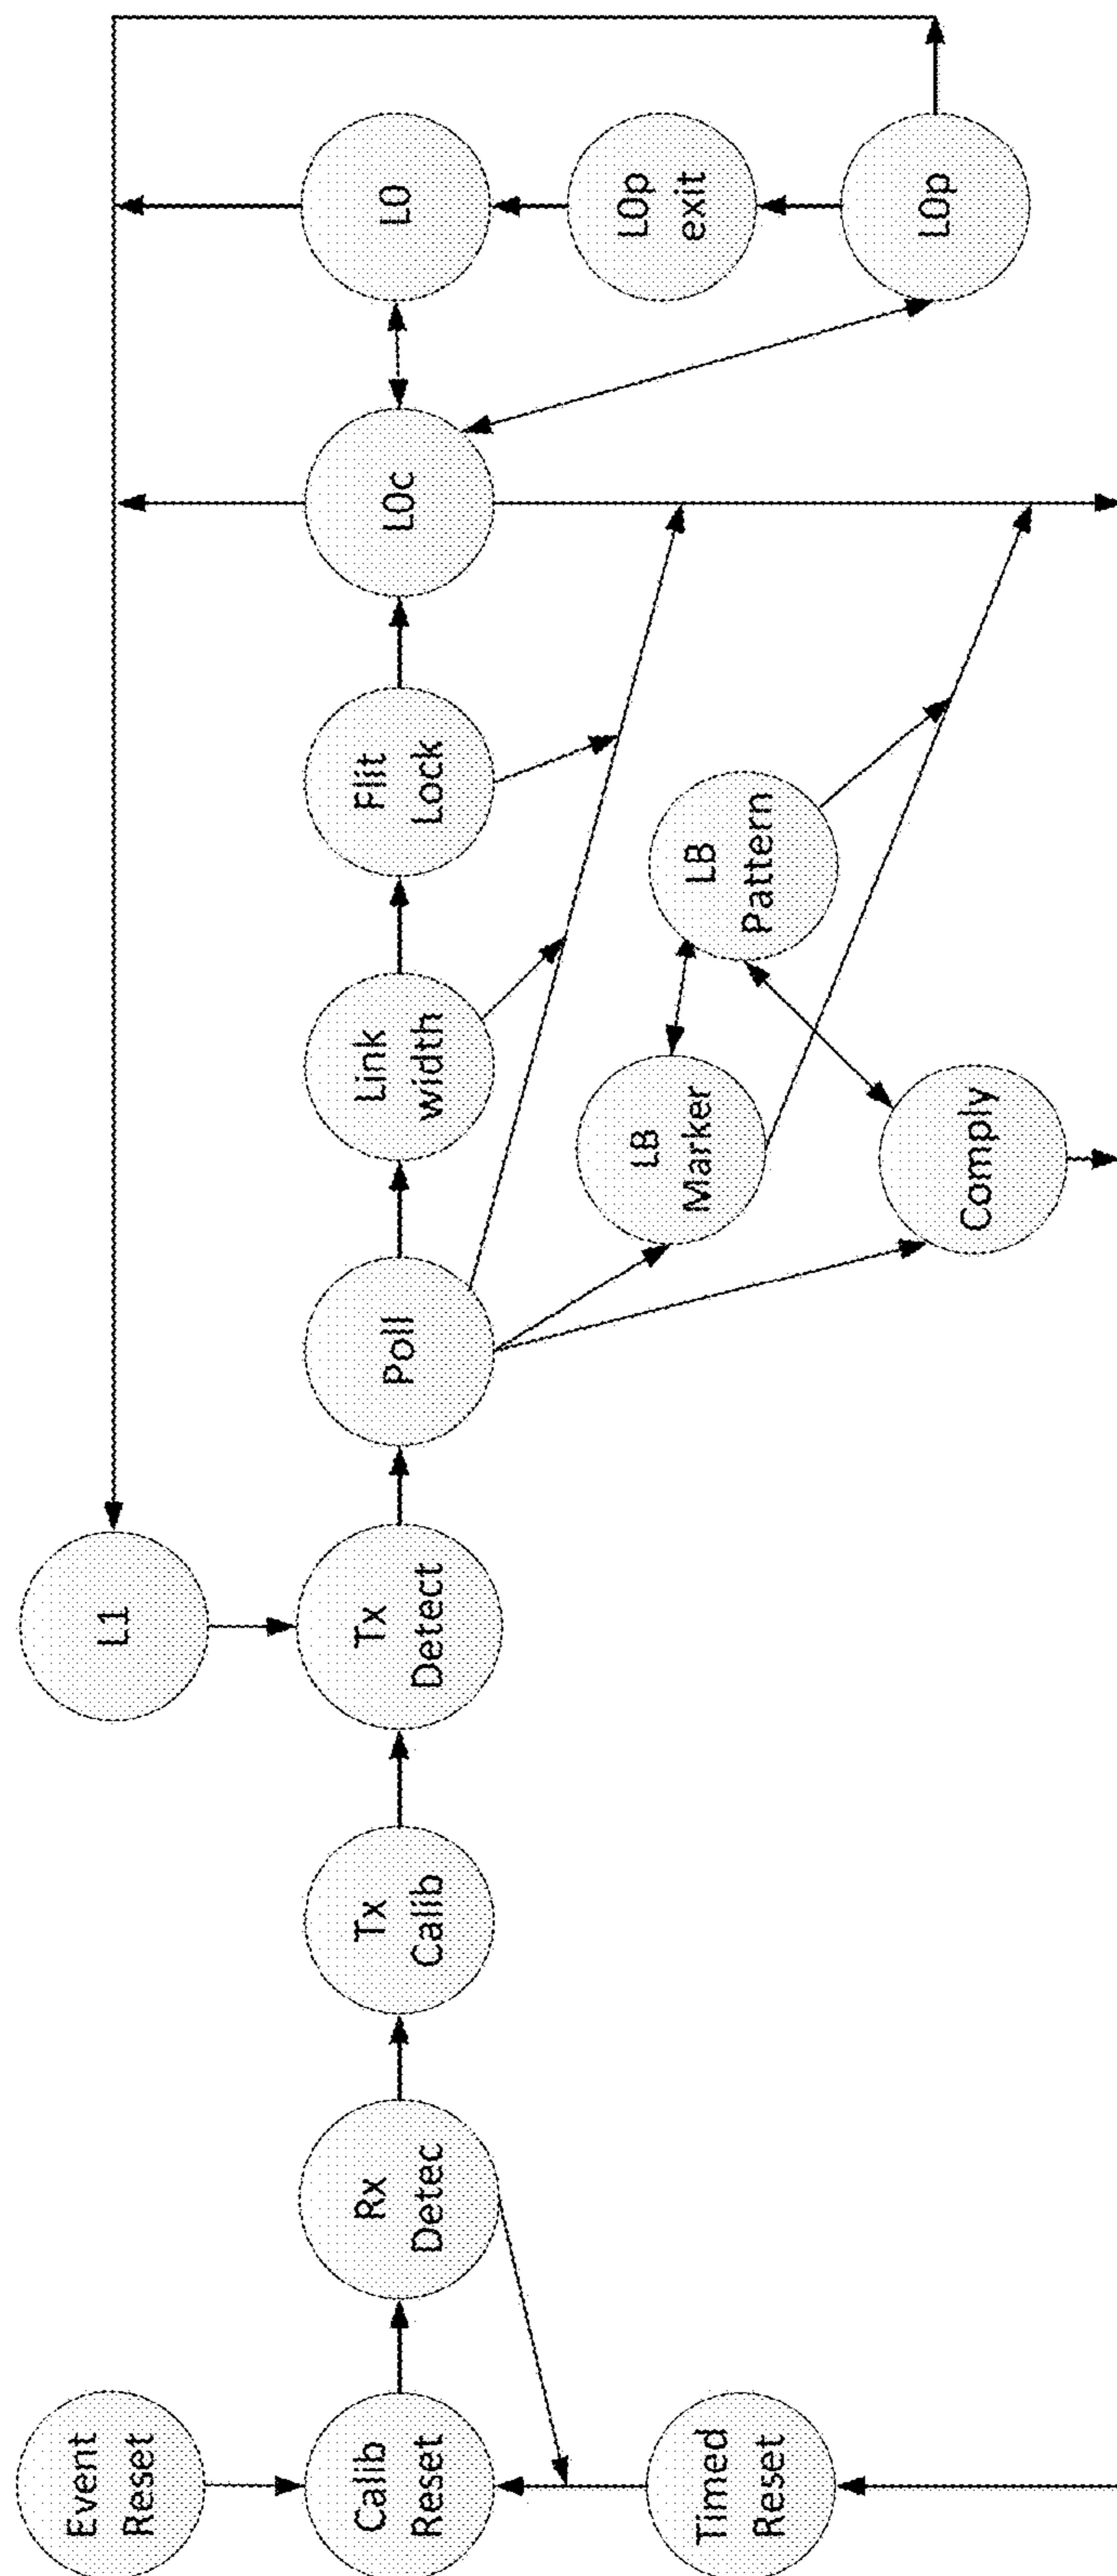 Event
Reset
Calib
Reset
Timed
Reset
Rx
Detec
Tx
Calib
L1
Tx
Detect
Poll
Link
width
LB
Marker
Comply
Flit
Lock
LB
Pattern
L0c
L0
L0p
exit
L0p